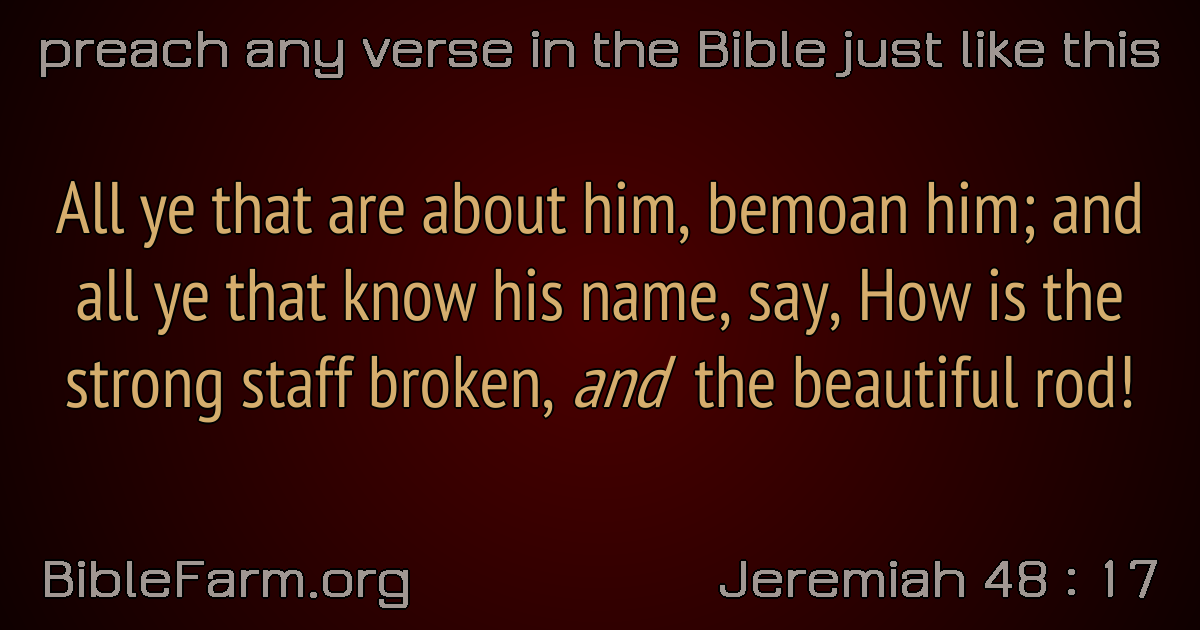 preach any verse in the Bible just like this
All ye that are about him, bemoan him; and
all ye that know his name, say, How is the
strong staff broken, and the beautiful rod!
BibleFarm.org
Jeremiah 48 : 17